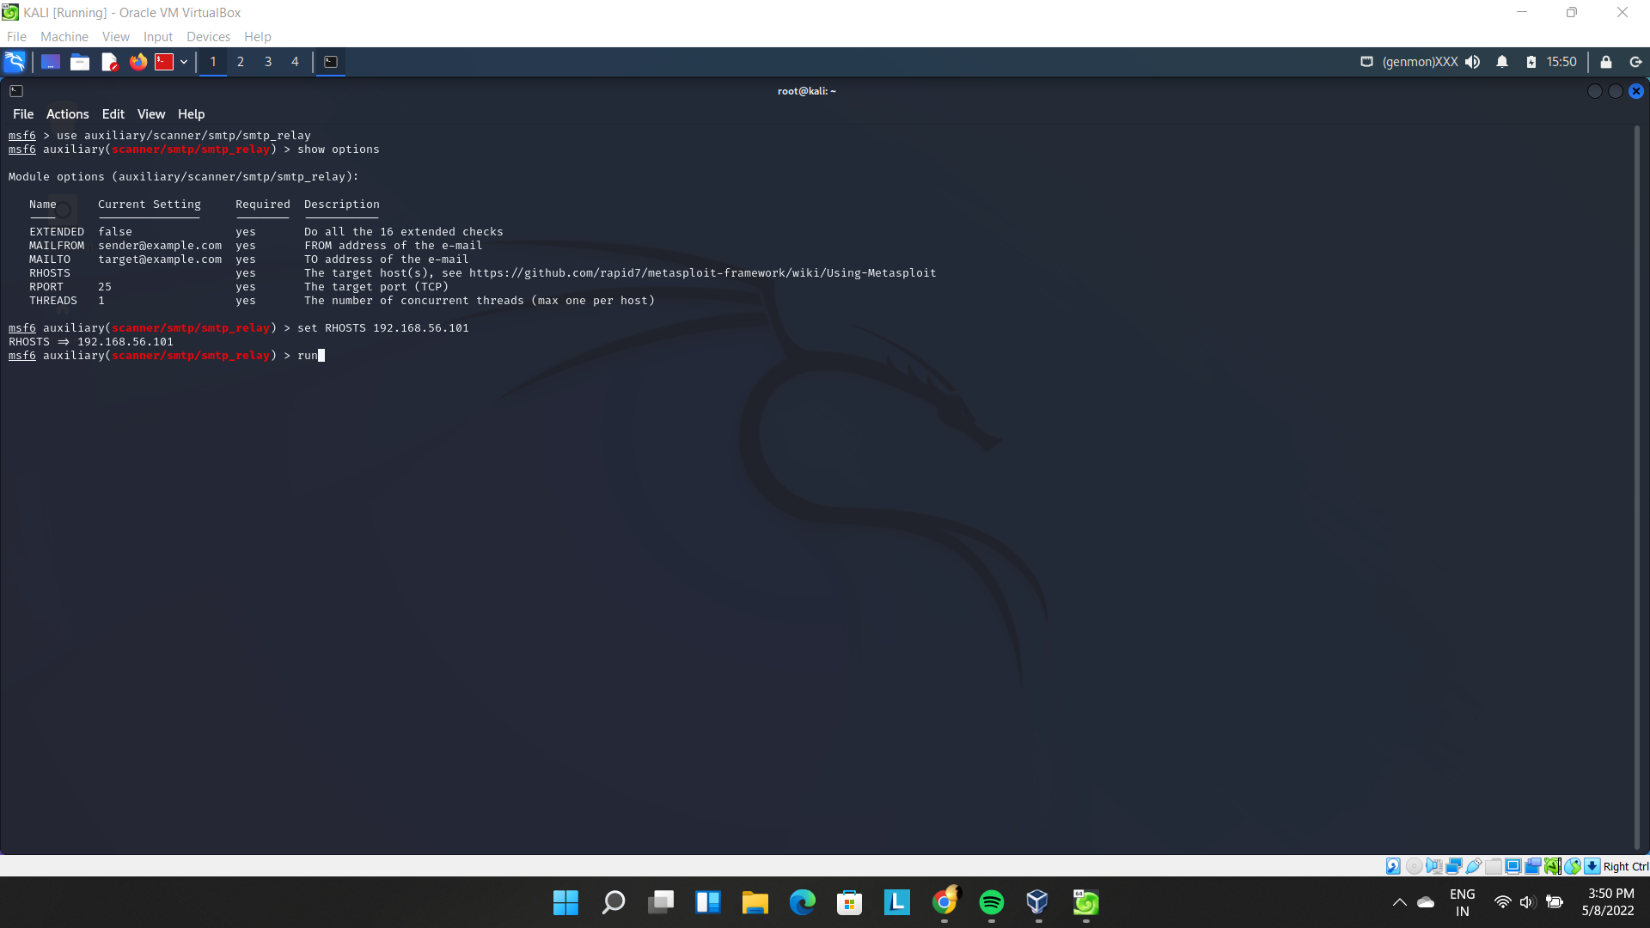 KALI [Running] - Oracle VM VirtualBox
File Machine View Input Devices Help
1 2 3 4 (genmon)XXX 15:50
root@kali: ~
File Actions Edit View Help
msf6 > use auxiliary/scanner/smtp/smtp_relay
msf6 auxiliary(scanner/smtp/smtp_relay) > show options
Module options (auxiliary/scanner/smtp/smtp_relay):
Name Current Setting Required Description
EXTENDED false yes Do all the 16 extended checks
MAILFROM sender@example.com yes FROM address of the e-mail
MAILTO target@example.com yes TO address of the e-mail
RHOSTS yes The target host(s), see https://github.com/rapid7/metasploit-framework/wiki/Using-Metasploit
RPORT 25 yes The target port (TCP)
THREADS 1 yes The number of concurrent threads (max one per host)
msf6 auxiliary(scanner/smtp/smtp_relay) > set RHOSTS 192.168.56.101
RHOSTS => 192.168.56.101
msf6 auxiliary(scanner/smtp/smtp_relay) > run
Right Ctrl
L
64
ENG
IN
3:50 PM
5/8/2022